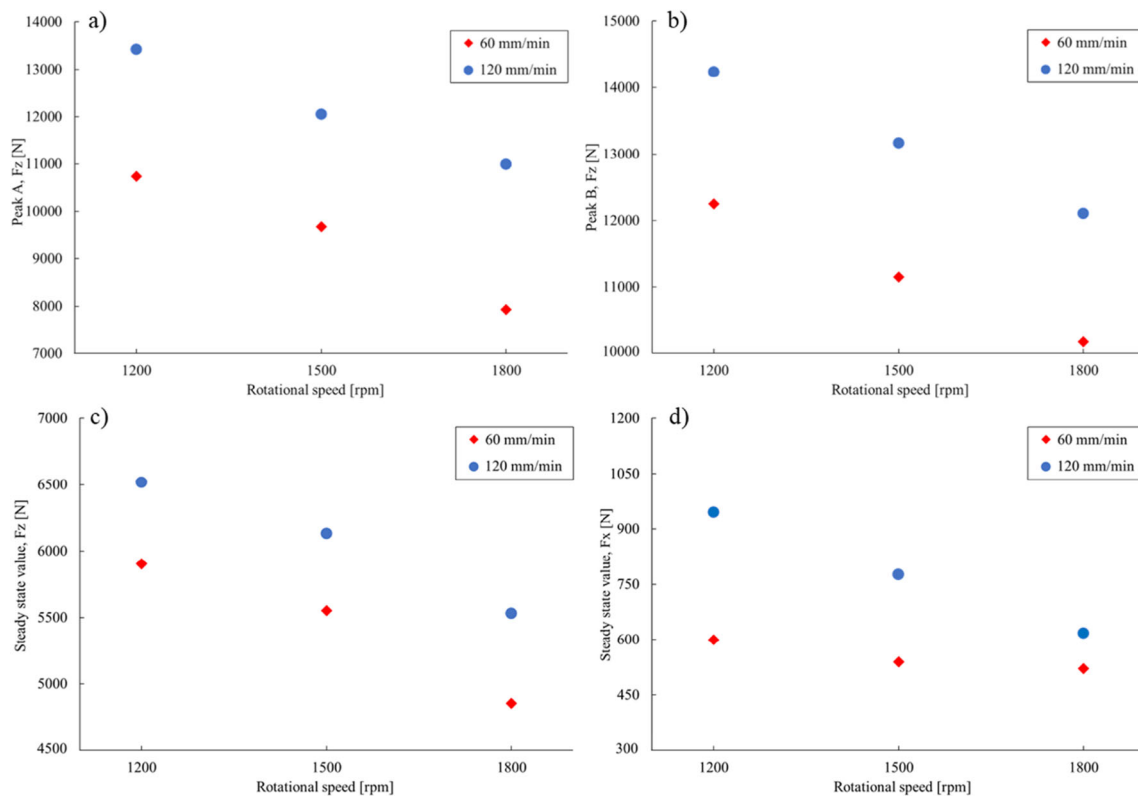 a)
60 mm/min
120 mm/min
14000
13000
12000
11000
10000
9000
8000
7000
Peak A, Fz [N]
1200 1500 1800
Rotational speed [rpm]
b)
60 mm/min
120 mm/min
15000
14000
13000
12000
11000
10000
Peak B, Fz [N]
1200 1500 1800
Rotational speed [rpm]
c)
60 mm/min
120 mm/min
7000
6500
6000
5500
5000
4500
Steady state value, Fz [N]
1200 1500 1800
Rotational speed [rpm]
d)
60 mm/min
120 mm/min
1200
1050
900
750
600
450
300
Steady state value, Fx [N]
1200 1500 1800
Rotational speed [rpm]